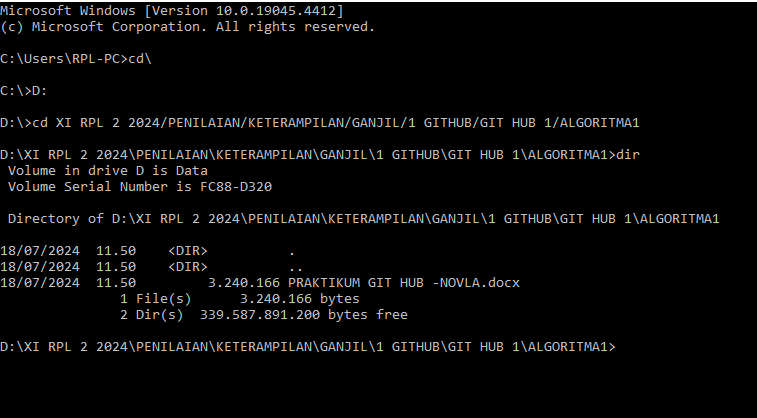 Microsoft Windows [Version 10.0.19045.4412]
(c) Microsoft Corporation. All rights reserved.
C:\Users\RPL-PC>cd\
C:\>D:
D:\>cd XI RPL 2 2024/PENILAIAN/KETERAMPILAN/GANJIL/1 GITHUB/GIT HUB 1/ALGORITMA1
D:\XI RPL 2 2024\PENILAIAN\KETERAMPILAN\GANJIL\1 GITHUB\GIT HUB 1\ALGORITMA1>dir
 Volume in drive D is Data
 Volume Serial Number is FC88-D320
 Directory of D:\XI RPL 2 2024\PENILAIAN\KETERAMPILAN\GANJIL\1 GITHUB\GIT HUB 1\ALGORITMA1
18/07/2024  11.50    <DIR>          .
18/07/2024  11.50    <DIR>          ..
18/07/2024  11.50         3.240.166 PRAKTIKUM GIT HUB -NOVLA.docx
               1 File(s)      3.240.166 bytes
               2 Dir(s)  339.587.891.200 bytes free
D:\XI RPL 2 2024\PENILAIAN\KETERAMPILAN\GANJIL\1 GITHUB\GIT HUB 1\ALGORITMA1>